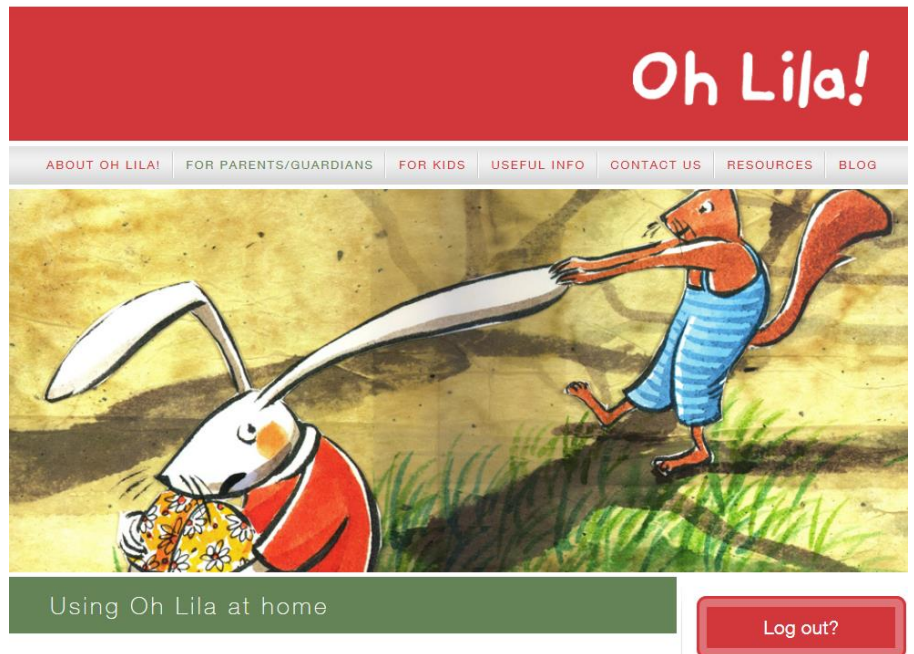 Oh Lila!
ABOUT OH LILA! FOR PARENTS/GUARDIANS FOR KIDS USEFUL INFO CONTACT US RESOURCES BLOG
Using Oh Lila at home
Log out?